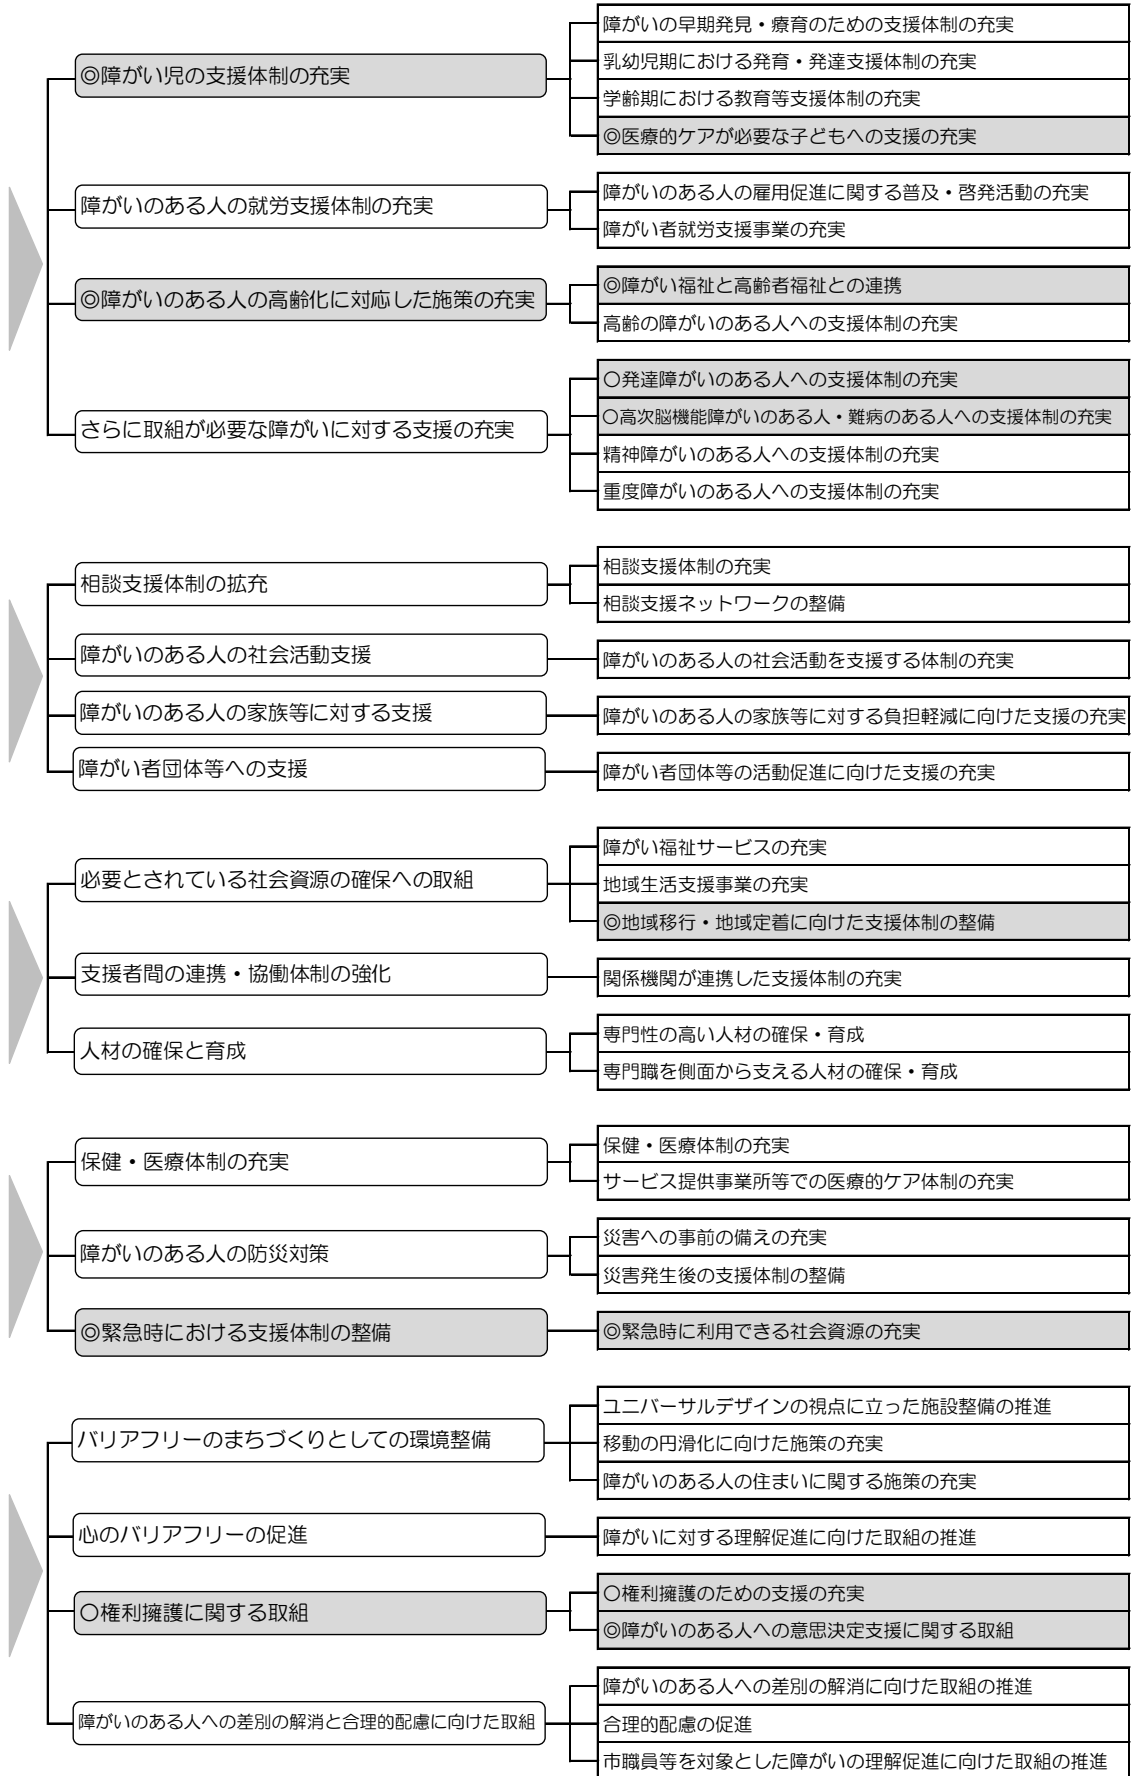 ◎障がい児の支援体制の充実
障がいの早期発見・療育のための支援体制の充実
乳幼児期における発育・発達支援体制の充実
学齢期における教育等支援体制の充実
◎医療的ケアが必要な子どもへの支援の充実
障がいのある人の就労支援体制の充実
障がいのある人の雇用促進に関する普及・啓発活動の充実
障がい者就労支援事業の充実
◎障がいのある人の高齢化に対応した施策の充実
◎障がい福祉と高齢者福祉との連携
高齢の障がいのある人への支援体制の充実
さらに取組が必要な障がいに対する支援の充実
〇発達障がいのある人への支援体制の充実
〇高次脳機能障がいのある人・難病のある人への支援体制の充実
精神障がいのある人への支援体制の充実
重度障がいのある人への支援体制の充実
相談支援体制の拡充
相談支援体制の充実
相談支援ネットワークの整備
障がいのある人の社会活動支援
障がいのある人の社会活動を支援する体制の充実
障がいのある人の家族等に対する支援
障がいのある人の家族等に対する負担軽減に向けた支援の充実
障がい者団体等への支援
障がい者団体等の活動促進に向けた支援の充実
必要とされている社会資源の確保への取組
障がい福祉サービスの充実
地域生活支援事業の充実
◎地域移行・地域定着に向けた支援体制の整備
支援者間の連携・協働体制の強化
関係機関が連携した支援体制の充実
人材の確保と育成
専門性の高い人材の確保・育成
専門職を側面から支える人材の確保・育成
保健・医療体制の充実
保健・医療体制の充実
サービス提供事業所等での医療的ケア体制の充実
障がいのある人の防災対策
災害への事前の備えの充実
災害発生後の支援体制の整備
◎緊急時における支援体制の整備
◎緊急時に利用できる社会資源の充実
バリアフリーのまちづくりとしての環境整備
ユニバーサルデザインの視点に立った施設整備の推進
移動の円滑化に向けた施策の充実
障がいのある人の住まいに関する施策の充実
心のバリアフリーの促進
障がいに対する理解促進に向けた取組の推進
〇権利擁護に関する取組
〇権利擁護のための支援の充実
◎障がいのある人への意思決定支援に関する取組
障がいのある人への差別の解消と合理的配慮に向けた取組
障がいのある人への差別の解消に向けた取組の推進
合理的配慮の促進
市職員等を対象とした障がいの理解促進に向けた取組の推進